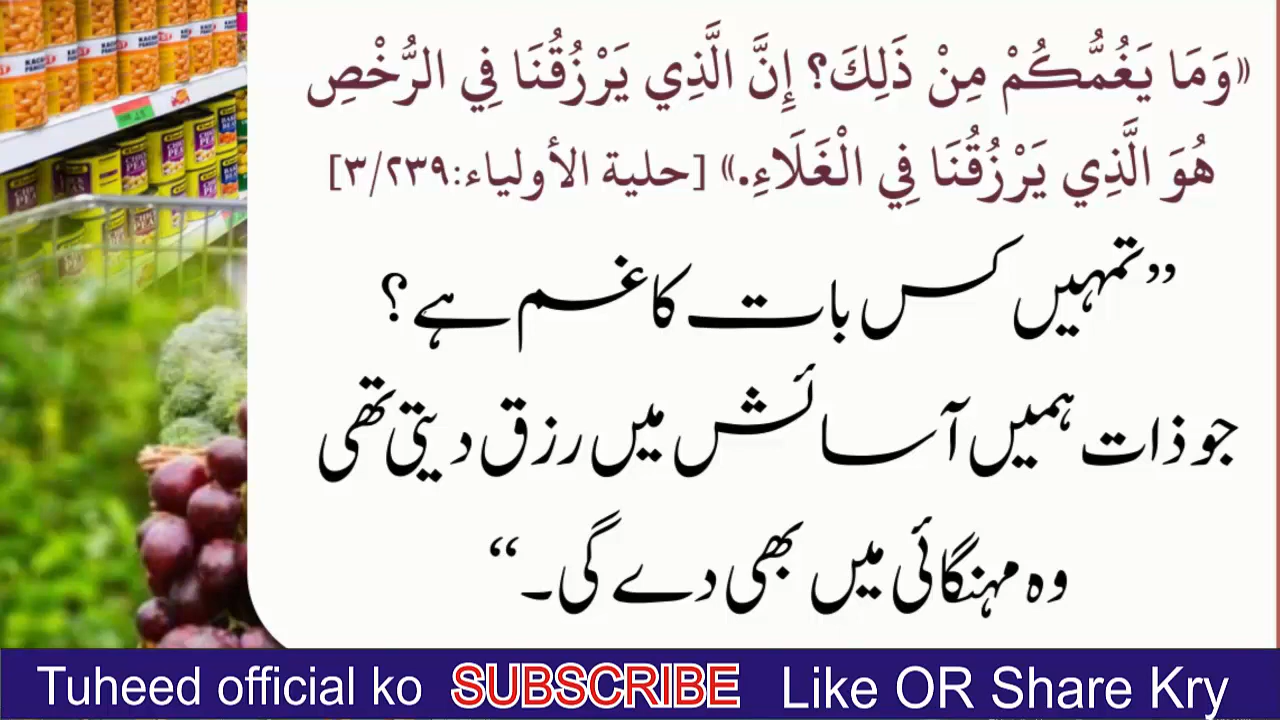 «وَمَا يَغُمُّكُمْ مِنْ ذَلِكَ؟ إِنَّ الَّذِي يَرْزُقُنَا فِي الرُّخْصِ
هُوَ الَّذِي يَرْزُقُنَا فِي الْغَلَاءِ.» [حلية الأولياء:٣/٢٣٩]
”تمہیں کس بات کا غم ہے؟
جو ذات ہمیں آسائش میں رزق دیتی تھی
وہ مہنگائی میں بھی دے گی۔“
Tuheed official ko SUBSCRIBE Like OR Share Kry